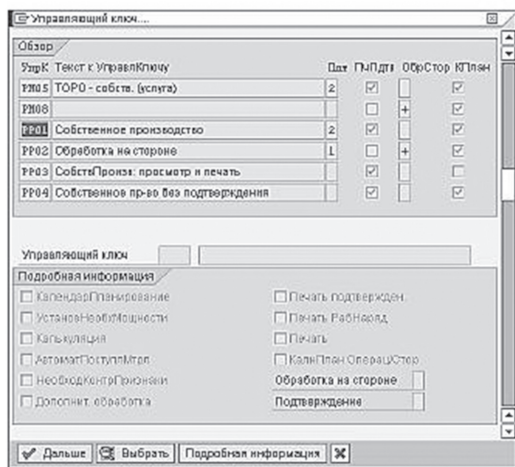 Управляющий ключ....
Обзор
УпрК Текст к УправлКлючу Пдт ПчПдтв ОбрСтор КПлан
PM05 ТОРО - собств. (услуга) 2
PM08 +
PP01 Собственное производство 2
PP02 Обработка на стороне 1 +
PP03 СобствПроизв: просмотр и печать
PP04 Собственное пр-во без подтверждения
Управляющий ключ
Подробная информация
КалендарПланирование Печать подтвержден.
УстановНеобхМощности Печать РабНаряд
Калькуляция Печать
АвтоматПоступлМтрл КалнПлан ОперацСтор
НеобходКонтрПризнаки Обработка на стороне
Дополнит. обработка Подтверждение
Дальше Выбрать Подробная информация